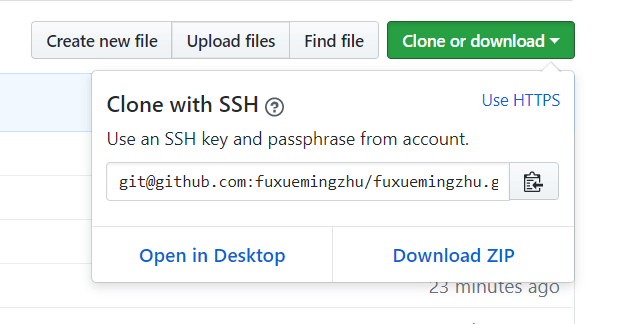 Create new file Upload files Find file Clone or download
Clone with SSH ? Use HTTPS
Use an SSH key and passphrase from account.
git@github.com:fuxuemingzhu/fuxuemingzhu.g
Open in Desktop Download ZIP
23 minutes ago